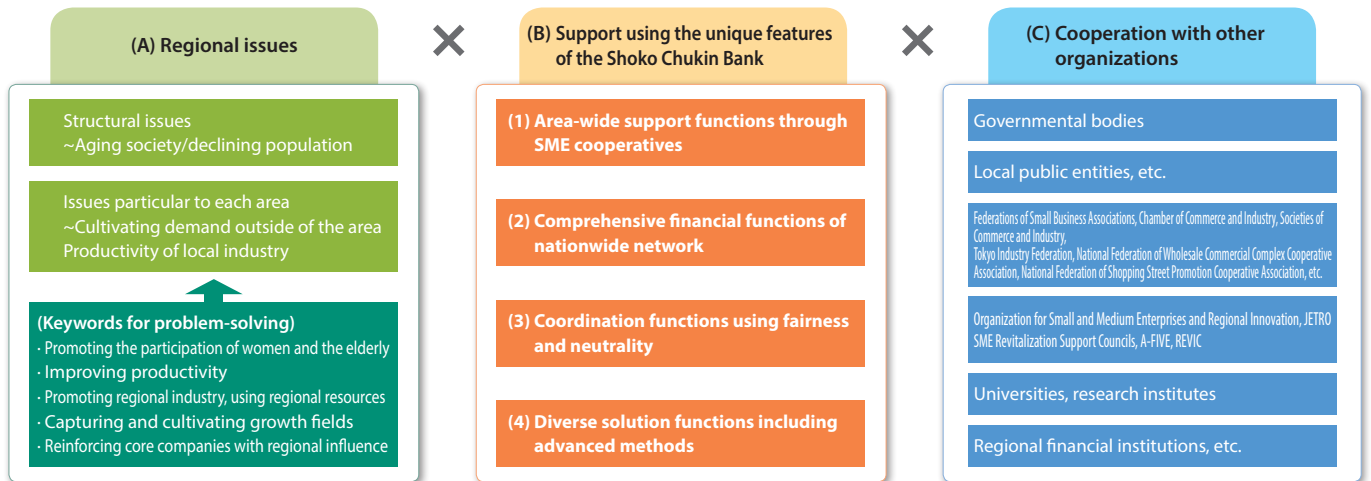 (A) Regional issues
Structural issues
~Aging society/declining population
Issues particular to each area
~Cultivating demand outside of the area
Productivity of local industry
(Keywords for problem-solving)
· Promoting the participation of women and the elderly
· Improving productivity
· Promoting regional industry, using regional resources
· Capturing and cultivating growth fields
· Reinforcing core companies with regional influence
×
(B) Support using the unique features
of the Shoko Chukin Bank
(1) Area-wide support functions through
SME cooperatives
(2) Comprehensive financial functions of
nationwide network
(3) Coordination functions using fairness
and neutrality
(4) Diverse solution functions including
advanced methods
×
(C) Cooperation with other
organizations
Governmental bodies
Local public entities, etc.
Federations of Small Business Associations, Chamber of Commerce and Industry, Societies of
Commerce and Industry,
Tokyo Industry Federation, National Federation of Wholesale Commercial Complex Cooperative
Association, National Federation of Shopping Street Promotion Cooperative Association, etc.
Organization for Small and Medium Enterprises and Regional Innovation, JETRO
SME Revitalization Support Councils, A-FIVE, REVIC
Universities, research institutes
Regional financial institutions, etc.